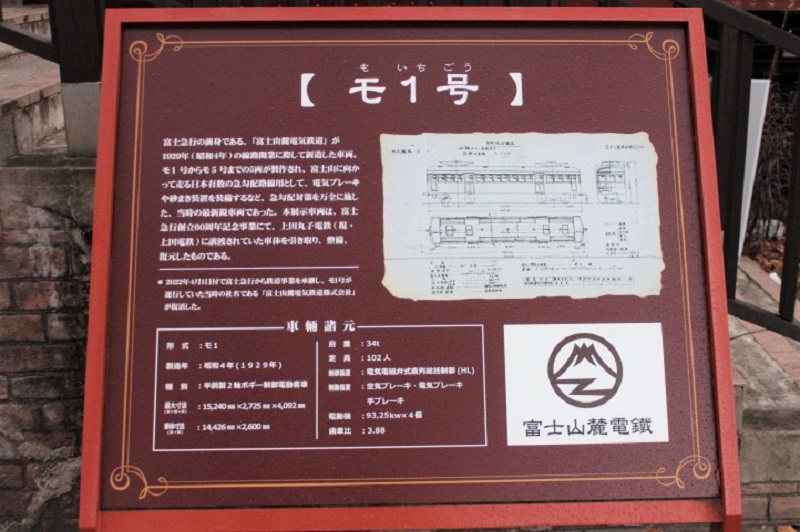 も いちごう
【 モ1号 】
富士急行の前身である、「富士山麓電気鉄道」が
1929年(昭和4年)の線路開業に際して新造した車両。
モ1号からモ5号までの5両が製作され、富士山に向か
って走る日本有数の急勾配路線用として、電気ブレーキ
や砂まき装置を装備するなど、急勾配対策を万全に施し
た、当時の最新鋭車両であった。本展示車両は、富士
急行創立60周年記念事業にて、上田丸子電鉄(現・
上田電鉄)に譲渡されていた車体を引き取り、整備、
復元したものである。
※2022年4月1日付で富士急行から鉄道事業を承継し、モ1号が
運行していた当時の社名である「富士山麓電気鉄道株式会社」
が復活した。
車輛諸元
形 式 :モ1
製造年 :昭和4年(1929年)
種 別 :半鋼製2軸ボギー制御電動客車
最大寸法 :15,240㎜×2,725㎜×4,092㎜
車体寸法 :14,426㎜×2,600㎜
自 重 :34t
定 員 :102人
制御装置 :電気電磁弁式直列総括制御(HL)
制動装置 :空気ブレーキ・電気ブレーキ
手ブレーキ
電動機 :93,25kw×4個
歯車比 :3.88
富士山麓電鐵